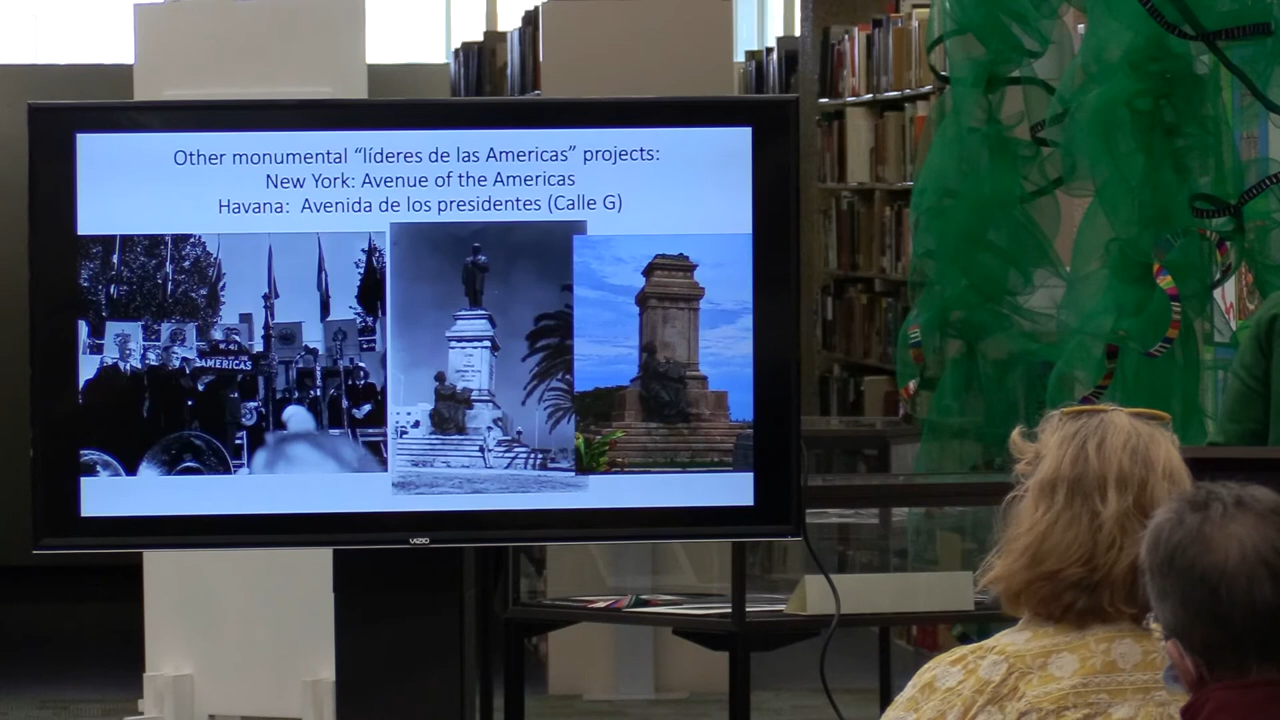 Other monumental “líderes de las Americas” projects:
New York: Avenue of the Americas
Havana:  Avenida de los presidentes (Calle G)
W. 41
AMERICAS
VIZIO